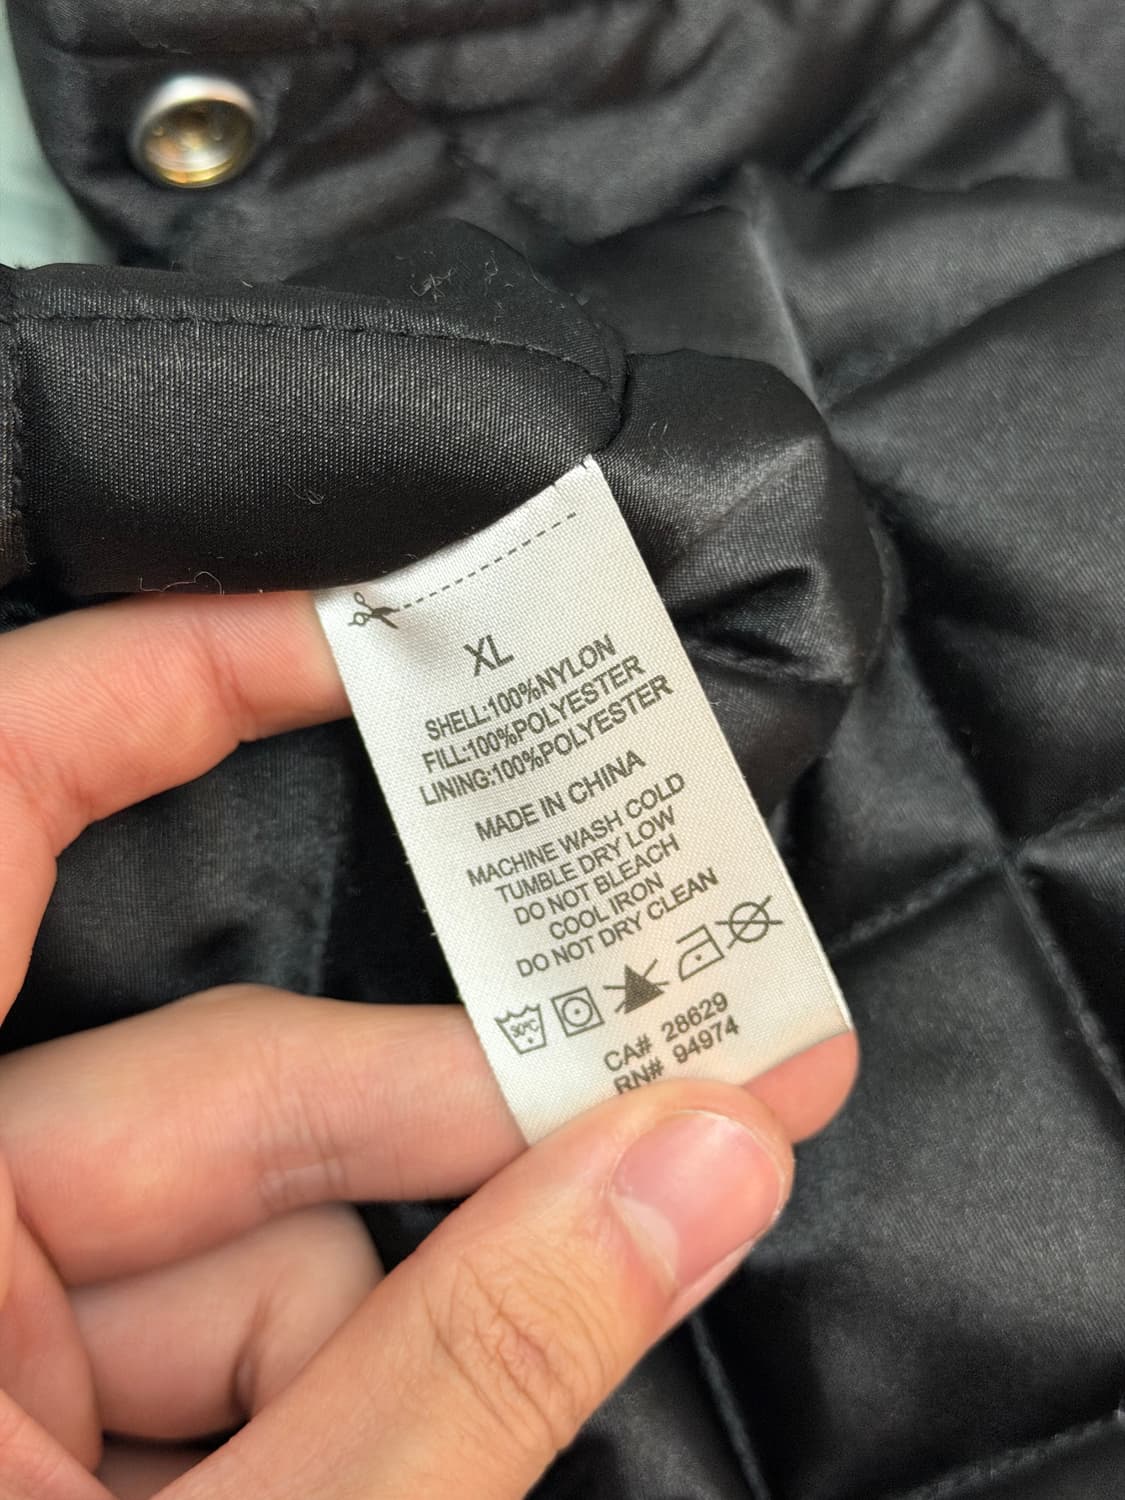 XL
SHELL:100%NYLON
FILL:100%POLYESTER
LINING:100%POLYESTER
MADE IN CHINA
MACHINE WASH COLD
TUMBLE DRY LOW
DO NOT BLEACH
COOL IRON
DO NOT DRY CLEAN
30°C
CA# 28629
RN# 94974